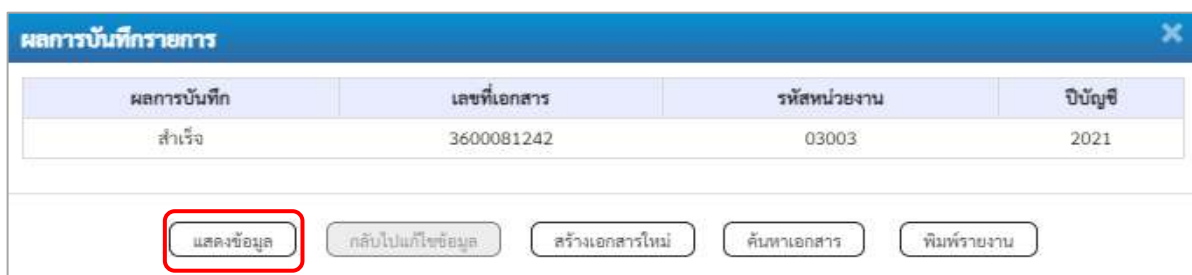 ผลการบันทึกรายการ
ผลการบันทึก เลขที่เอกสาร รหัสหน่วยงาน ปีบัญชี
สำเร็จ 3600081242 03003 2021
แสดงข้อมูล กลับไปแก้ไขข้อมูล สร้างเอกสารใหม่ ค้นหาเอกสาร พิมพ์รายงาน